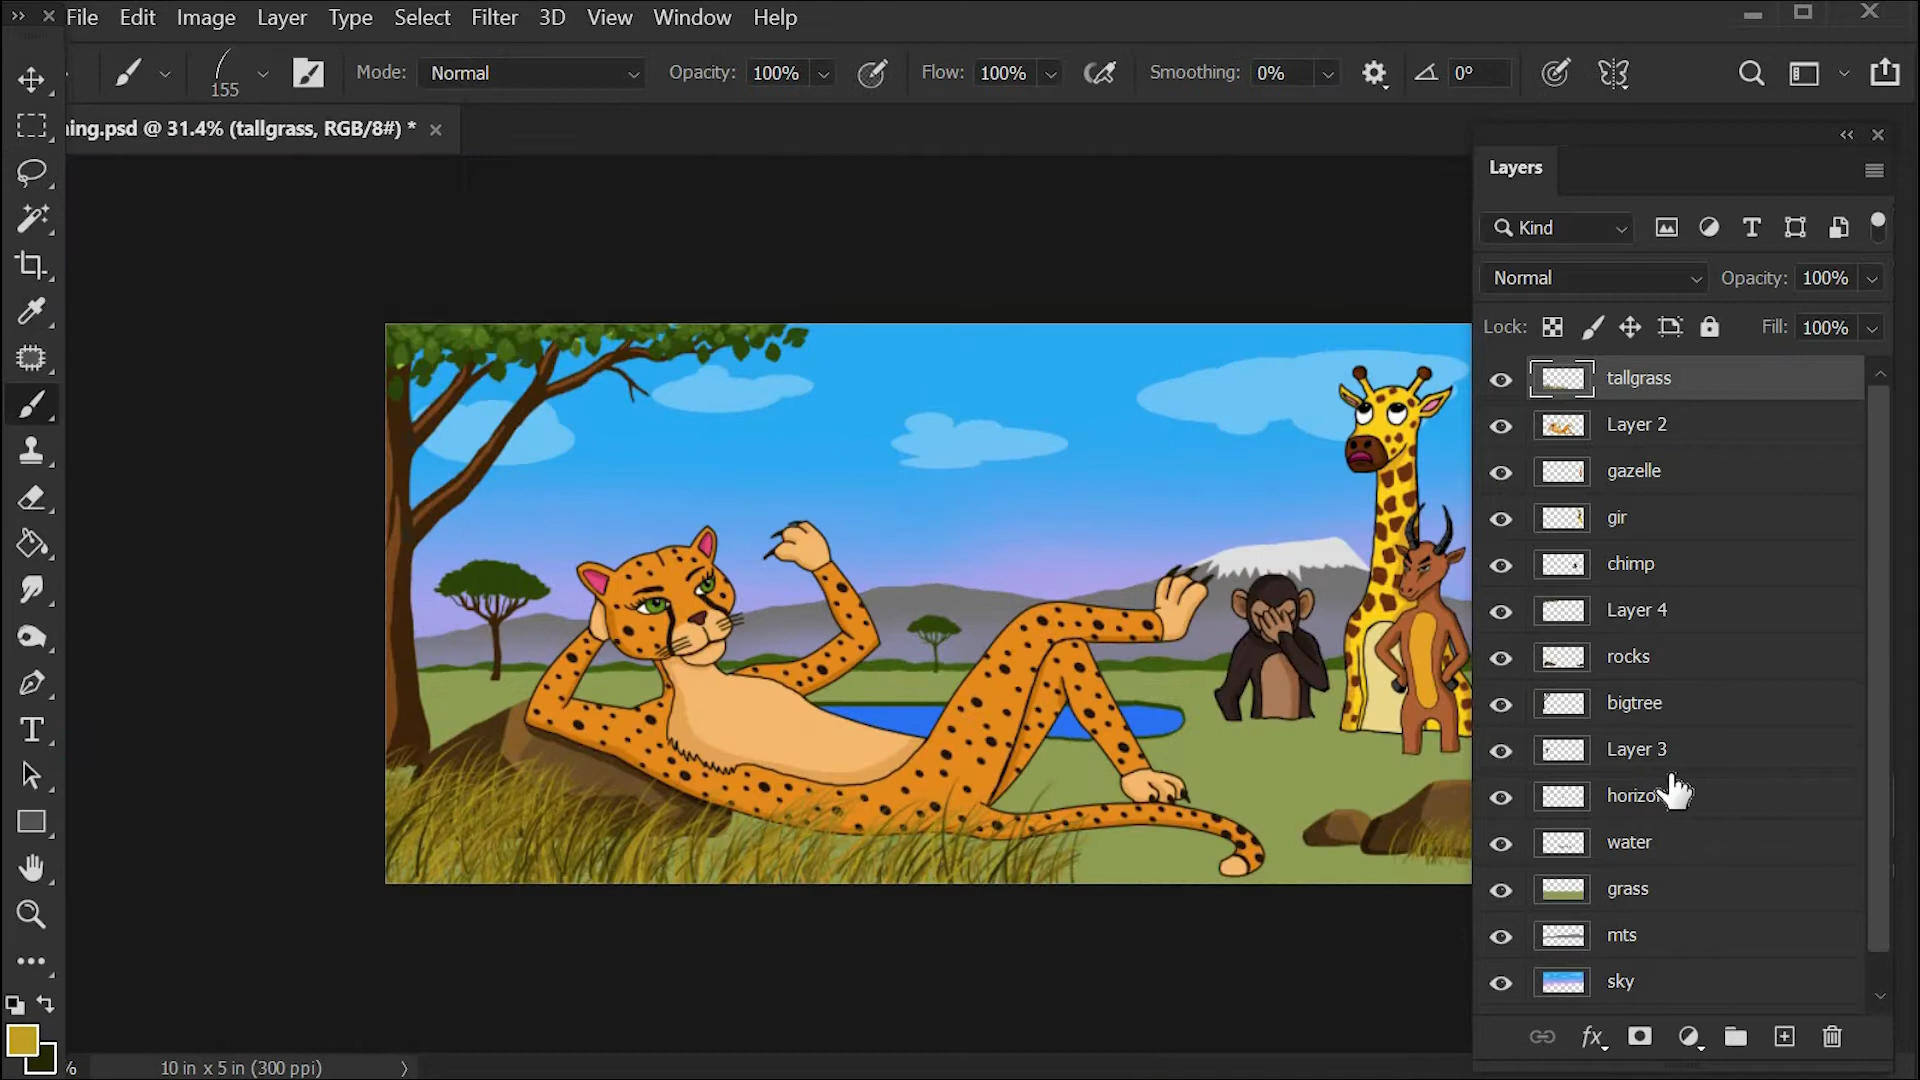 File Edit Image Layer Type Select Filter 3D View Window Help
155 Mode: Normal Opacity: 100% Flow: 100% Smoothing: 0% 0°
ning.psd @ 31.4% (tallgrass, RGB/8#) *
Layers
Kind
Normal Opacity: 100%
Lock: Fill: 100%
tallgrass
Layer 2
gazelle
gir
chimp
Layer 4
rocks
bigtree
Layer 3
horizo
water
grass
mts
sky
fx
% 10 in x 5 in (300 ppi)